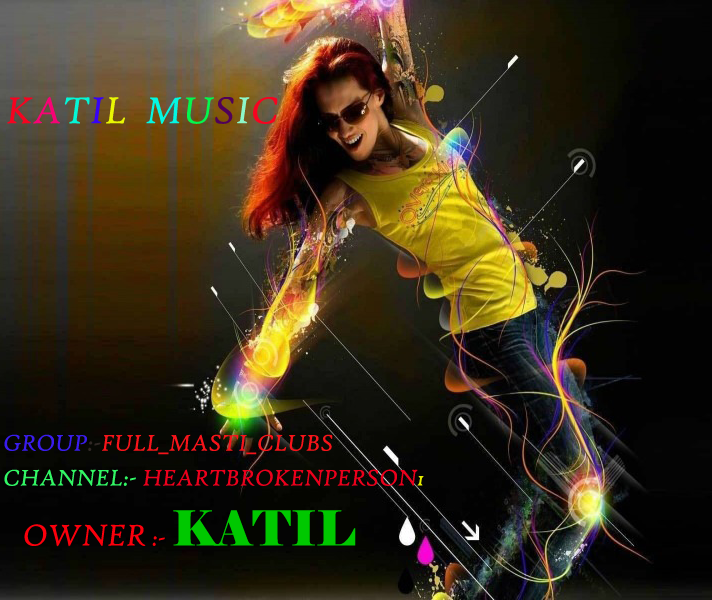 KATIL MUSIC
GROUP:-FULL_MASTI_CLUBS
CHANNEL:- HEARTBROKENPERSON1
OWNER :- KATIL